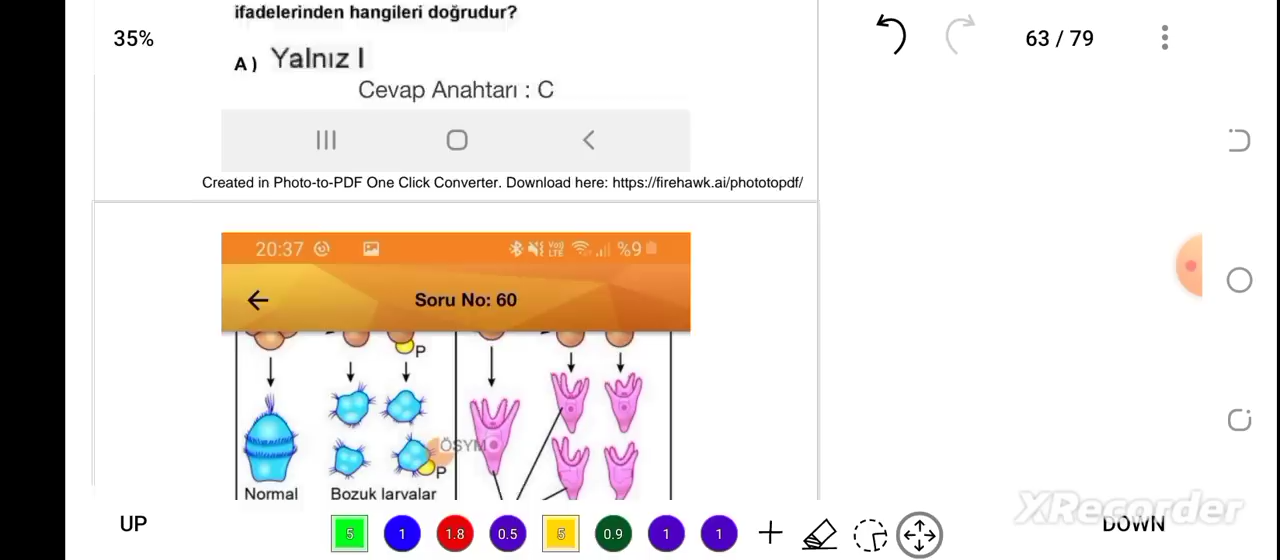 ifadelerinden hangileri doğrudur?
35%
63 / 79
A) Yalnız I
Cevap Anahtarı : C
Created in Photo-to-PDF One Click Converter. Download here: https://firehawk.ai/phototopdf/
20:37
Vo) LTE %9
Soru No: 60
P
ÖSYM
P
Normal
Bozuk larvalar
XRecorder
UP
5 1 1.8 0.5 5 0.9 1 1
DOWN